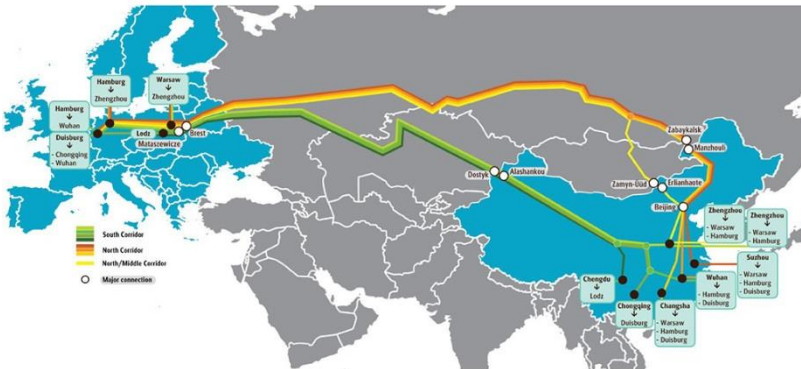 Hamburg
↓
Zhengzhou
Warsaw
↓
Zhengzhou
Hamburg
↓
Wuhan
Duisburg
↓
- Chongqing
- Wuhan
Lodz
Mataszewicze
Brest
Zabaykalsk
Manzhouli
Dostyk
Alashankou
Zamyn-Üüd
Erlianhaote
Beijing
Zhengzhou
↓
- Warsaw
- Hamburg
Zhengzhou
↓
- Warsaw
- Hamburg
Suzhou
↓
- Warsaw
- Hamburg
- Duisburg
Wuhan
↓
- Hamburg
- Duisburg
Changsha
↓
- Warsaw
- Hamburg
- Duisburg
Chongqing
↓
Duisburg
Chengdu
↓
Lodz
South Corridor
North Corridor
North/Middle Corridor
Major connection